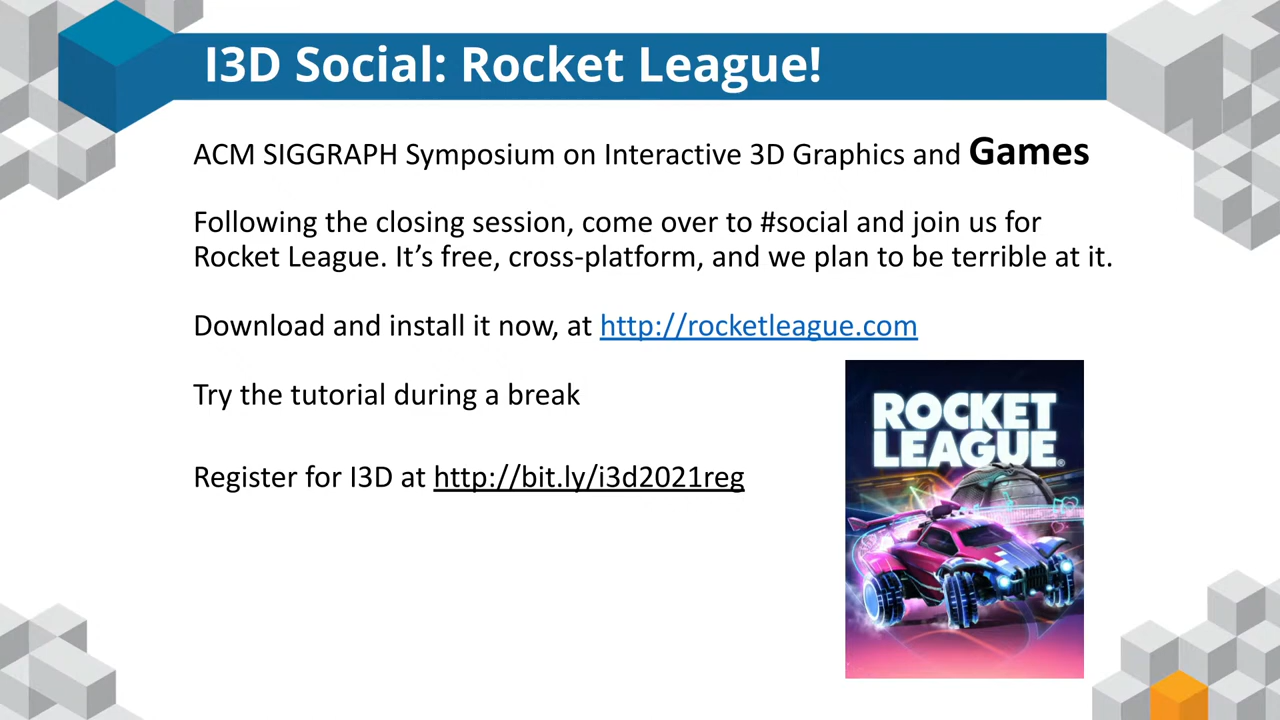 I3D Social: Rocket League!
ACM SIGGRAPH Symposium on Interactive 3D Graphics and Games
Following the closing session, come over to #social and join us for
Rocket League. It’s free, cross-platform, and we plan to be terrible at it.
Download and install it now, at http://rocketleague.com
Try the tutorial during a break
Register for I3D at http://bit.ly/i3d2021reg
ROCKET
LEAGUE®